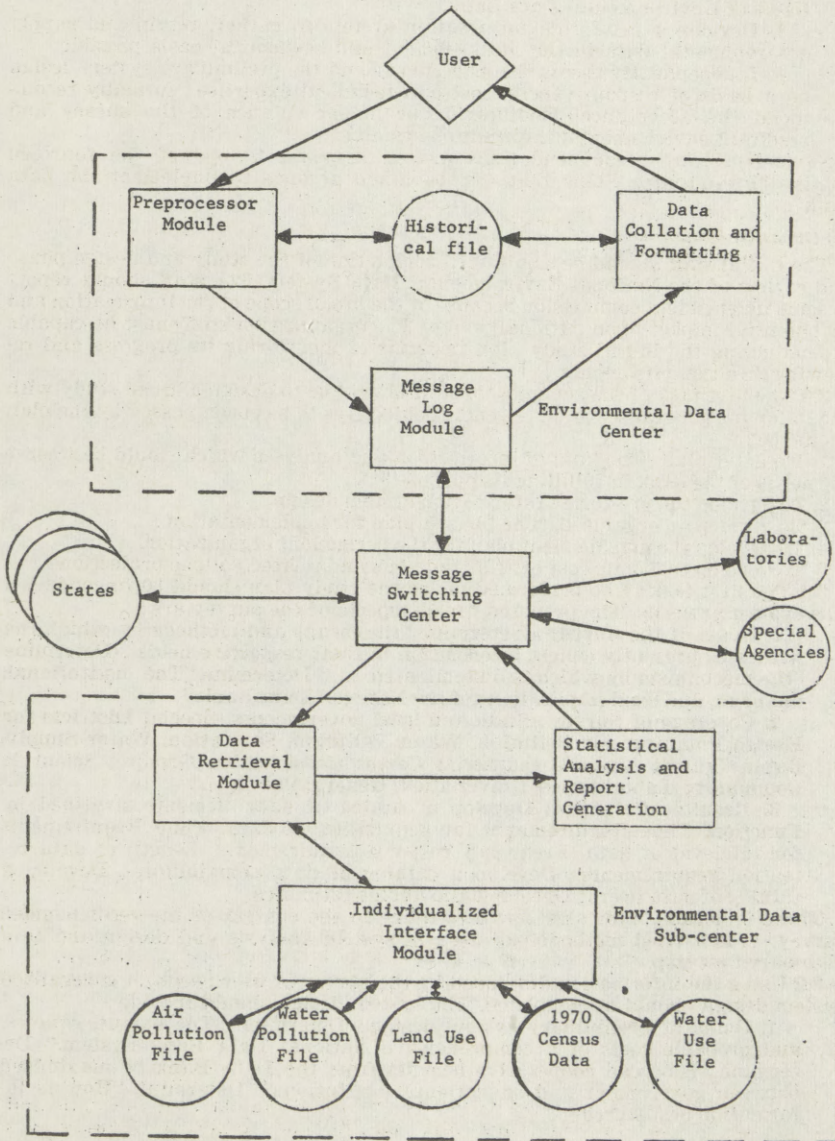 User
Preprocessor
Module
Histori-
cal file
Data
Collation and
Formatting
Message
Log
Module
Environmental Data
Center
States
Message
Switching
Center
Labora-
tories
Special
Agencies
Data
Retrieval
Module
Statistical
Analysis and
Report
Generation
Individualized
Interface
Module
Environmental Data
Sub-center
Air
Pollution
File
Water
Pollution
File
Land Use
File
1970
Census
Data
Water
Use
File